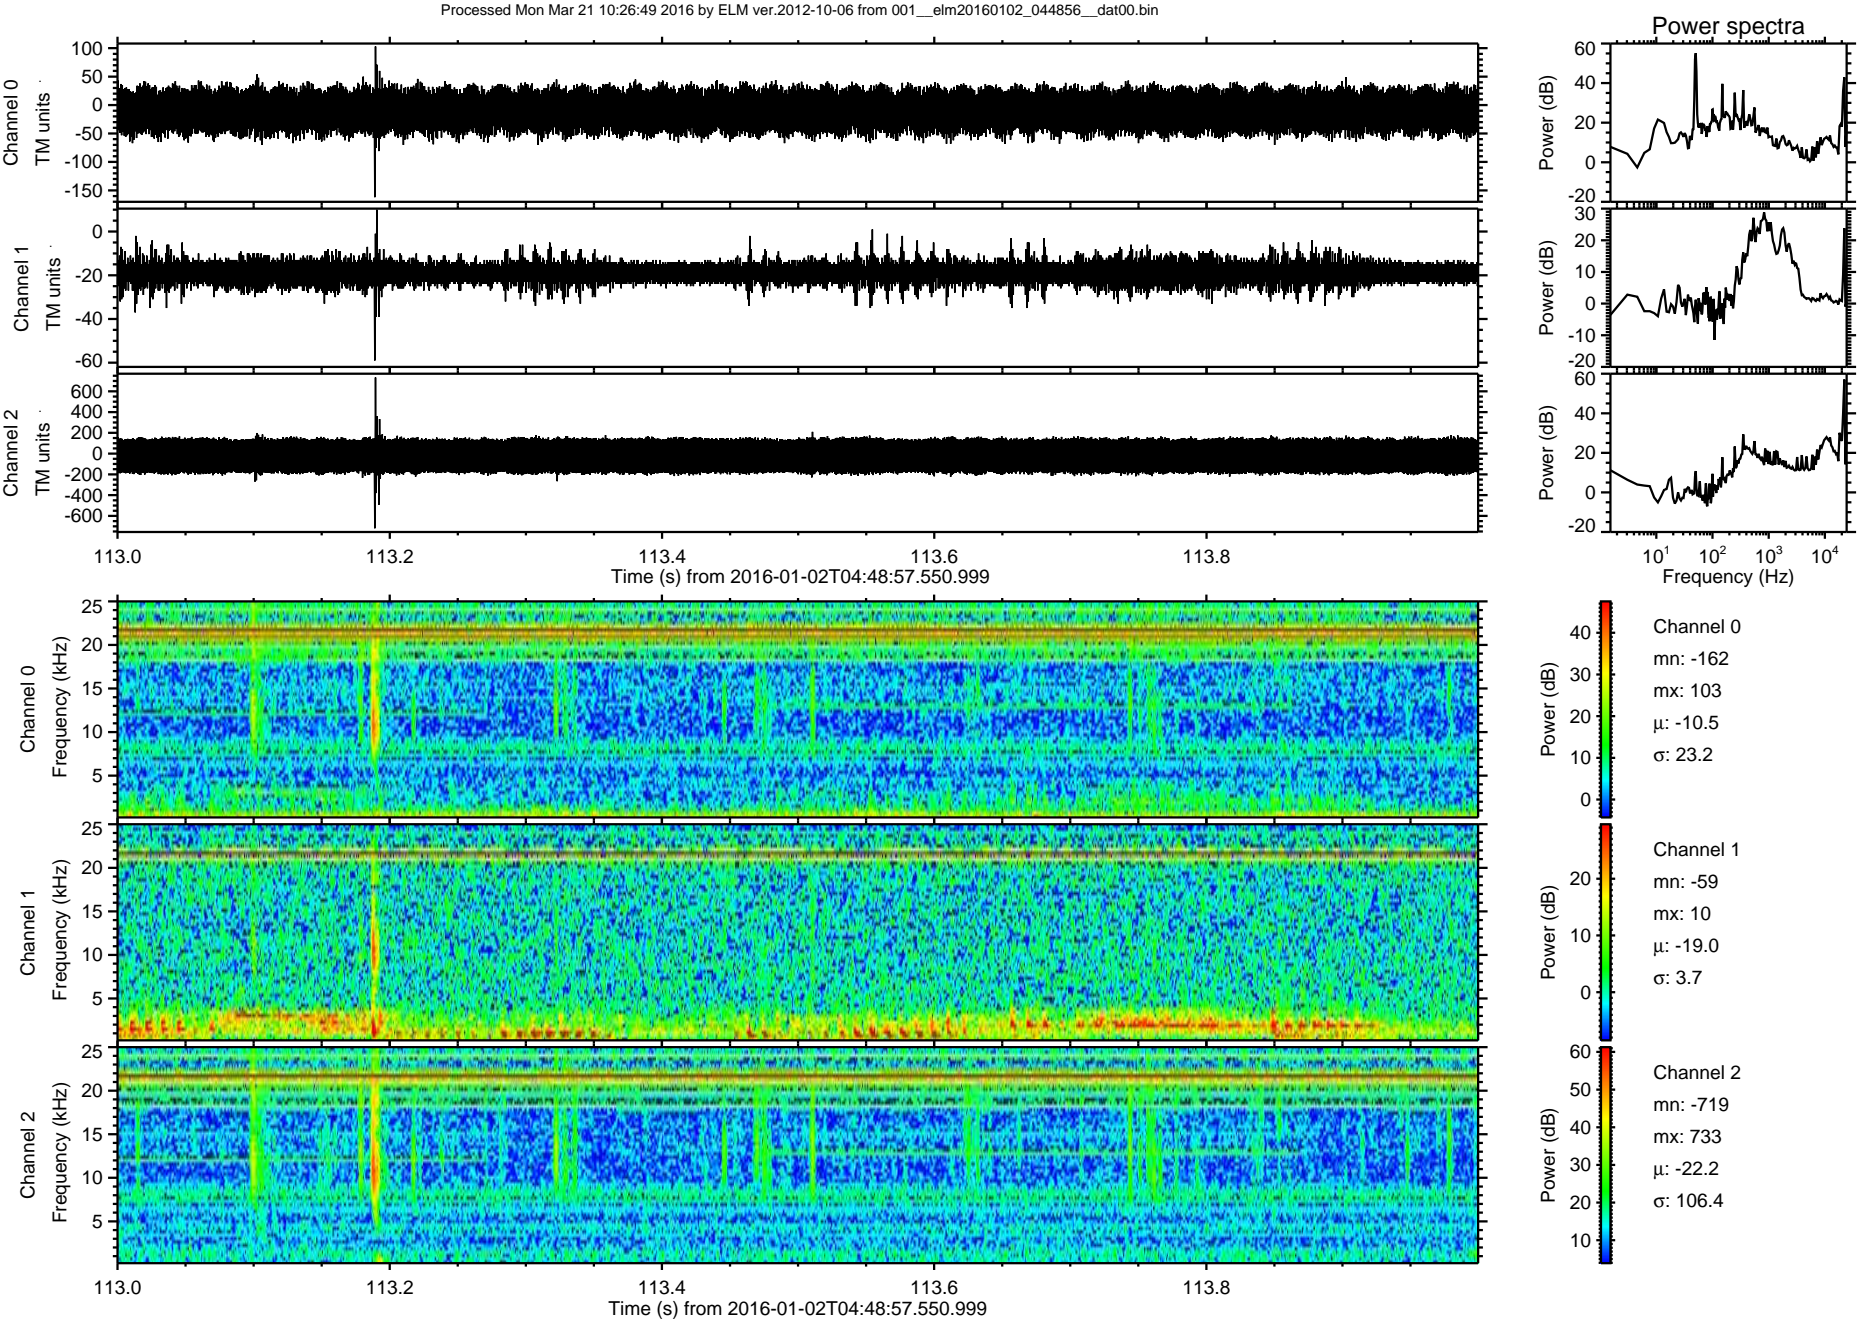 Processed Mon Mar 21 10:26:49 2016 by ELM ver.2012-10-06 from 001__elm20160102_044856__dat00.bin
Power spectra
Channel 0
TM units
100
50
0
-50
-100
-150
Power (dB)
60
40
20
0
-20
Channel 1
TM units
0
-20
-40
-60
Power (dB)
30
20
10
0
-10
-20
Channel 2
TM units
600
400
200
0
-200
-400
-600
Power (dB)
60
40
20
0
-20
113.0 113.2 113.4 113.6 113.8
Time (s) from 2016-01-02T04:48:57.550.999
10¹ 10² 10³ 10⁴
Frequency (Hz)
Channel 0
Frequency (kHz)
25
20
15
10
5
Power (dB)
40
30
20
10
0
Channel 0
mn: -162
mx: 103
μ: -10.5
σ: 23.2
Channel 1
Frequency (kHz)
25
20
15
10
5
Power (dB)
20
10
0
Channel 1
mn: -59
mx: 10
μ: -19.0
σ: 3.7
Channel 2
Frequency (kHz)
25
20
15
10
5
Power (dB)
60
50
40
30
20
10
Channel 2
mn: -719
mx: 733
μ: -22.2
σ: 106.4
113.0 113.2 113.4 113.6 113.8
Time (s) from 2016-01-02T04:48:57.550.999